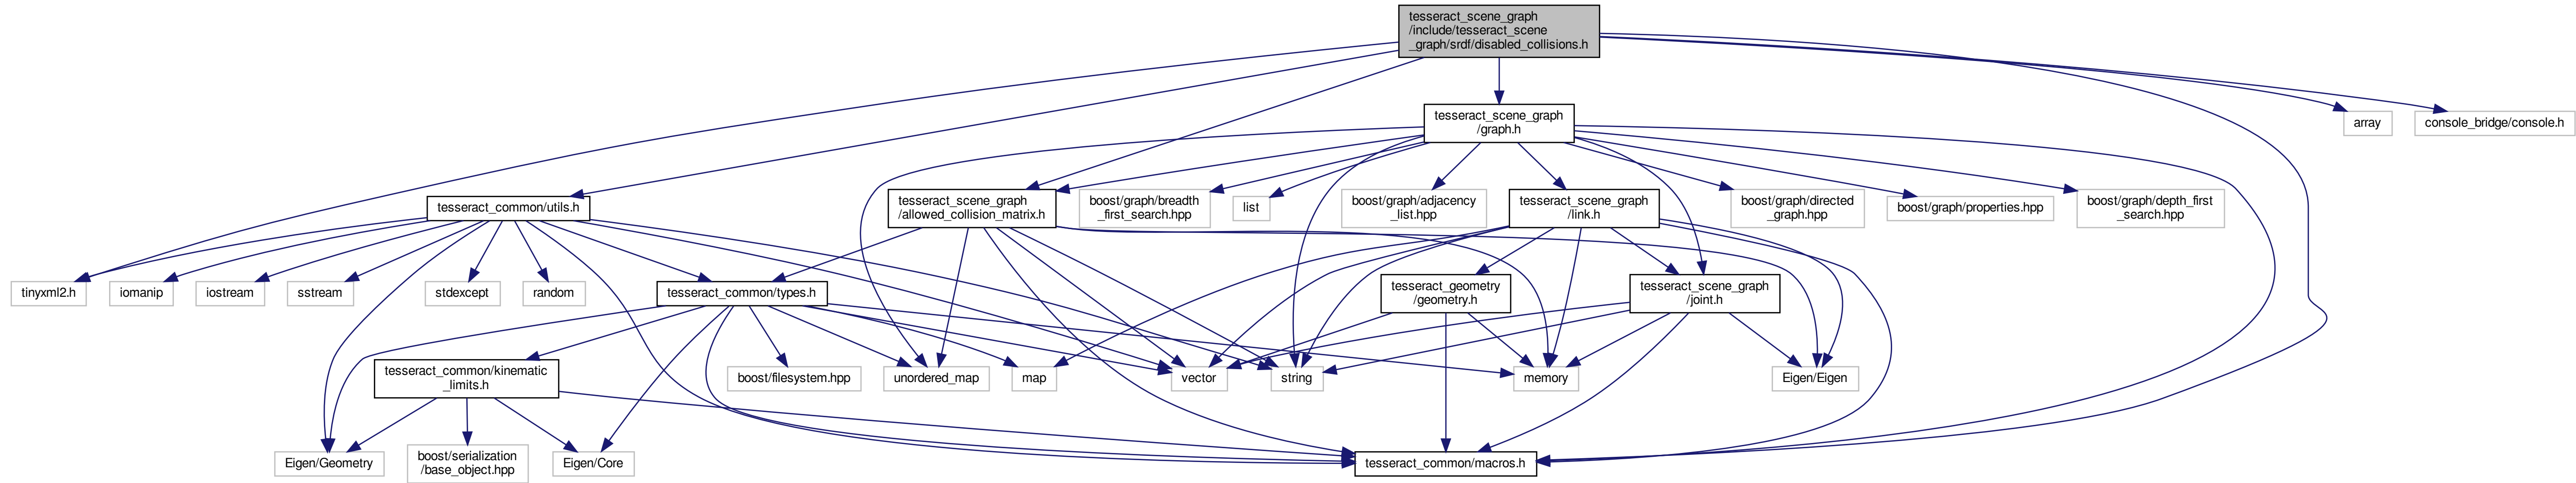 tesseract_scene_graph
/include/tesseract_scene
_graph/srdf/disabled_collisions.h
tesseract_scene_graph
/graph.h
array
console_bridge/console.h
tesseract_common/utils.h
tesseract_scene_graph
/allowed_collision_matrix.h
boost/graph/breadth
_first_search.hpp
list
boost/graph/adjacency
_list.hpp
tesseract_scene_graph
/link.h
boost/graph/directed
_graph.hpp
boost/graph/properties.hpp
boost/graph/depth_first
_search.hpp
tinyxml2.h
iomanip
iostream
sstream
stdexcept
random
tesseract_common/types.h
tesseract_geometry
/geometry.h
tesseract_scene_graph
/joint.h
tesseract_common/kinematic
_limits.h
boost/filesystem.hpp
unordered_map
map
vector
string
memory
Eigen/Eigen
Eigen/Geometry
boost/serialization
/base_object.hpp
Eigen/Core
tesseract_common/macros.h